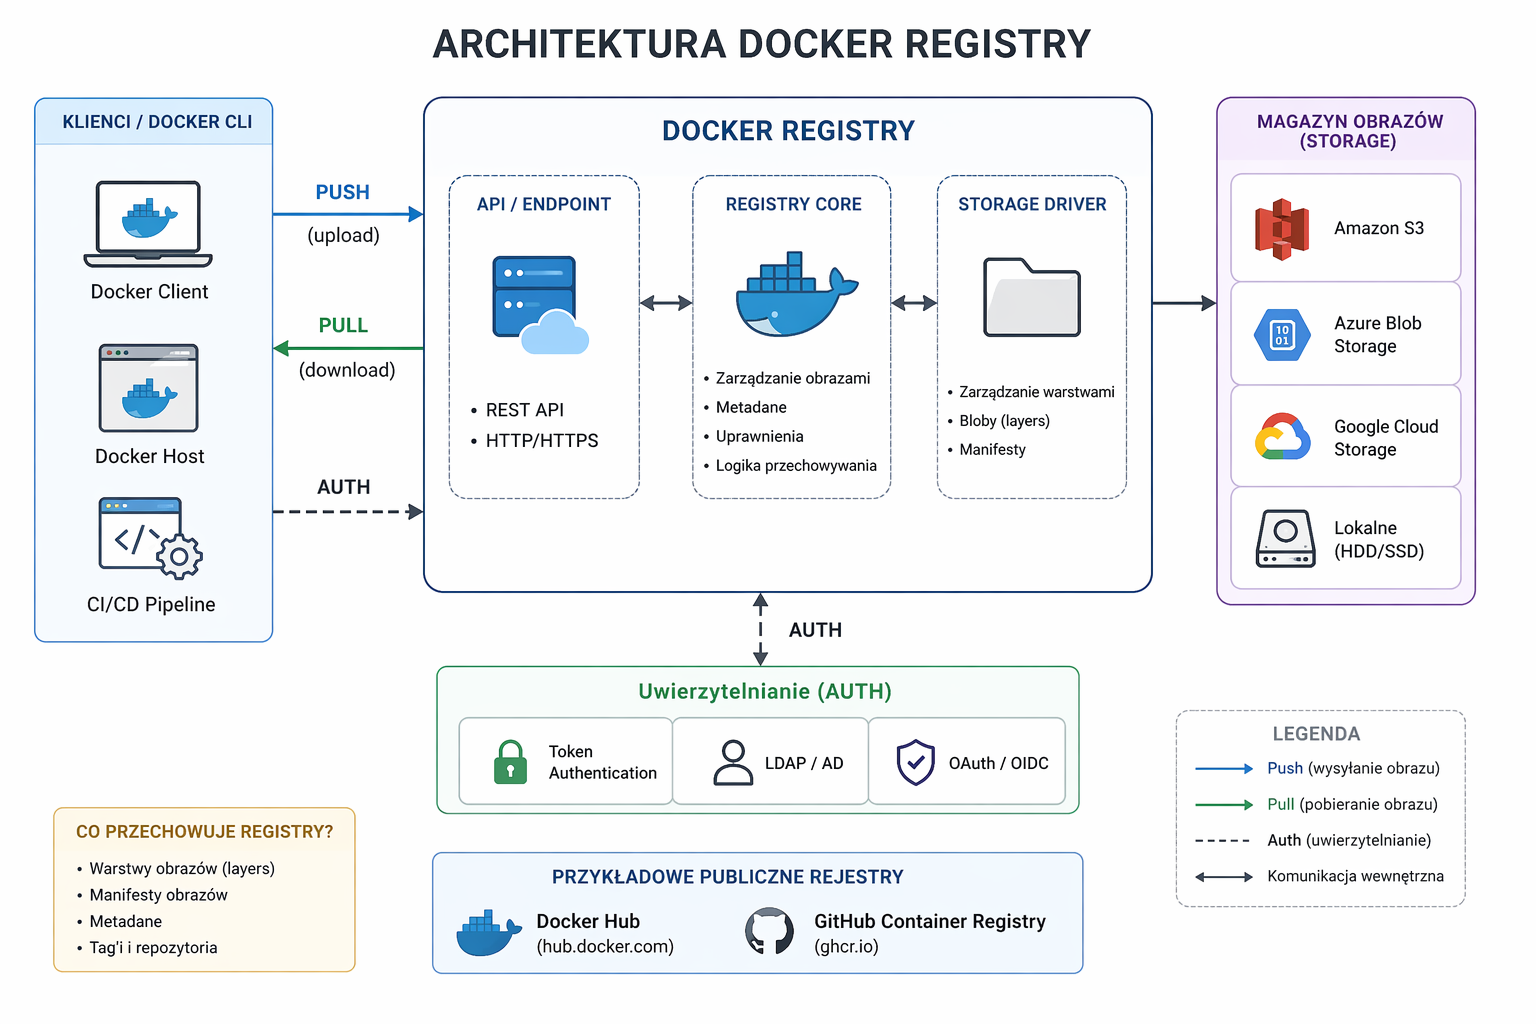 ARCHITEKTURA DOCKER REGISTRY
KLIENCI / DOCKER CLI
Docker Client
Docker Host
CI/CD Pipeline
PUSH
(upload)
PULL
(download)
AUTH
DOCKER REGISTRY
API / ENDPOINT
• REST API
• HTTP/HTTPS
REGISTRY CORE
• Zarządzanie obrazami
• Metadane
• Uprawnienia
• Logika przechowywania
STORAGE DRIVER
• Zarządzanie warstwami
• Bloby (layers)
• Manifesty
MAGAZYN OBRAZÓW
(STORAGE)
Amazon S3
10
01
Azure Blob
Storage
Google Cloud
Storage
Lokalne
(HDD/SSD)
AUTH
Uwierzytelnianie (AUTH)
Token
Authentication
LDAP / AD
OAuth / OIDC
CO PRZECHOWUJE REGISTRY?
• Warstwy obrazów (layers)
• Manifesty obrazów
• Metadane
• Tag'i i repozytoria
PRZYKŁADOWE PUBLICZNE REJESTRY
Docker Hub
(hub.docker.com)
GitHub Container Registry
(ghcr.io)
LEGENDA
Push (wysyłanie obrazu)
Pull (pobieranie obrazu)
Auth (uwierzytelnianie)
Komunikacja wewnętrzna